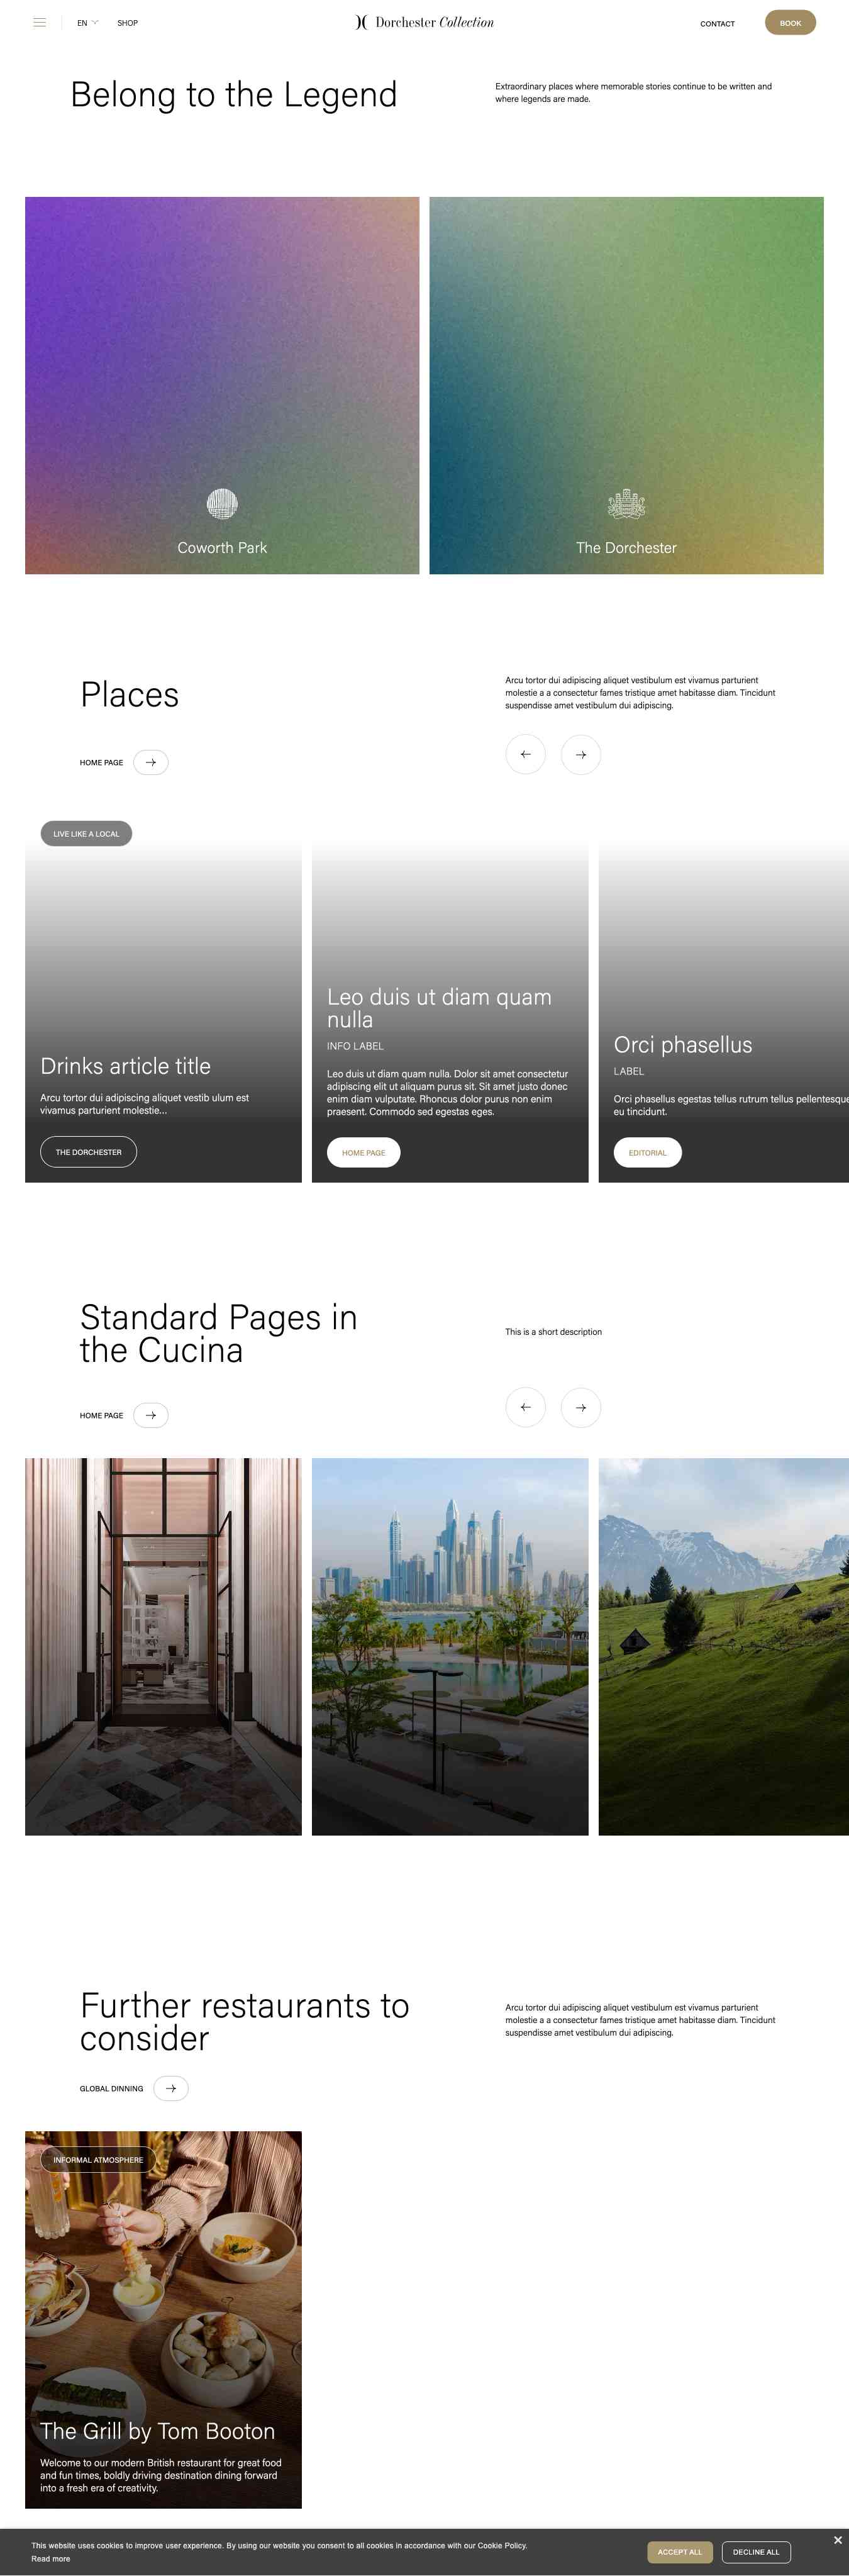 EN
SHOP
Dorchester Collection
CONTACT
BOOK
Belong to the Legend
Extraordinary places where memorable stories continue to be written and
where legends are made.
Coworth Park
The Dorchester
Places
Arcu tortor dui adipiscing aliquet vestibulum est vivamus parturient
molestie a a consectetur fames tristique amet habitasse diam. Tincidunt
suspendisse amet vestibulum dui adipiscing.
HOME PAGE
LIVE LIKE A LOCAL
Drinks article title
Arcu tortor dui adipiscing aliquet vestib ulum est
vivamus parturient molestie...
THE DORCHESTER
Leo duis ut diam quam
nulla
INFO LABEL
Leo duis ut diam quam nulla. Dolor sit amet consectetur
adipiscing elit ut aliquam purus sit. Sit amet justo donec
enim diam vulputate. Rhoncus dolor purus non enim
praesent. Commodo sed egestas eges.
HOME PAGE
Orci phasellus
LABEL
Orci phasellus egestas tellus rutrum tellus pellentesque
eu tincidunt.
EDITORIAL
Standard Pages in
the Cucina
This is a short description
HOME PAGE
Further restaurants to
consider
Arcu tortor dui adipiscing aliquet vestibulum est vivamus parturient
molestie a a consectetur fames tristique amet habitasse diam. Tincidunt
suspendisse amet vestibulum dui adipiscing.
GLOBAL DINNING
INFORMAL ATMOSPHERE
The Grill by Tom Booton
Welcome to our modern British restaurant for great food
and fun times, boldly driving destination dining forward
into a fresh era of creativity.
This website uses cookies to improve user experience. By using our website you consent to all cookies in accordance with our Cookie Policy.
Read more
ACCEPT ALL
DECLINE ALL